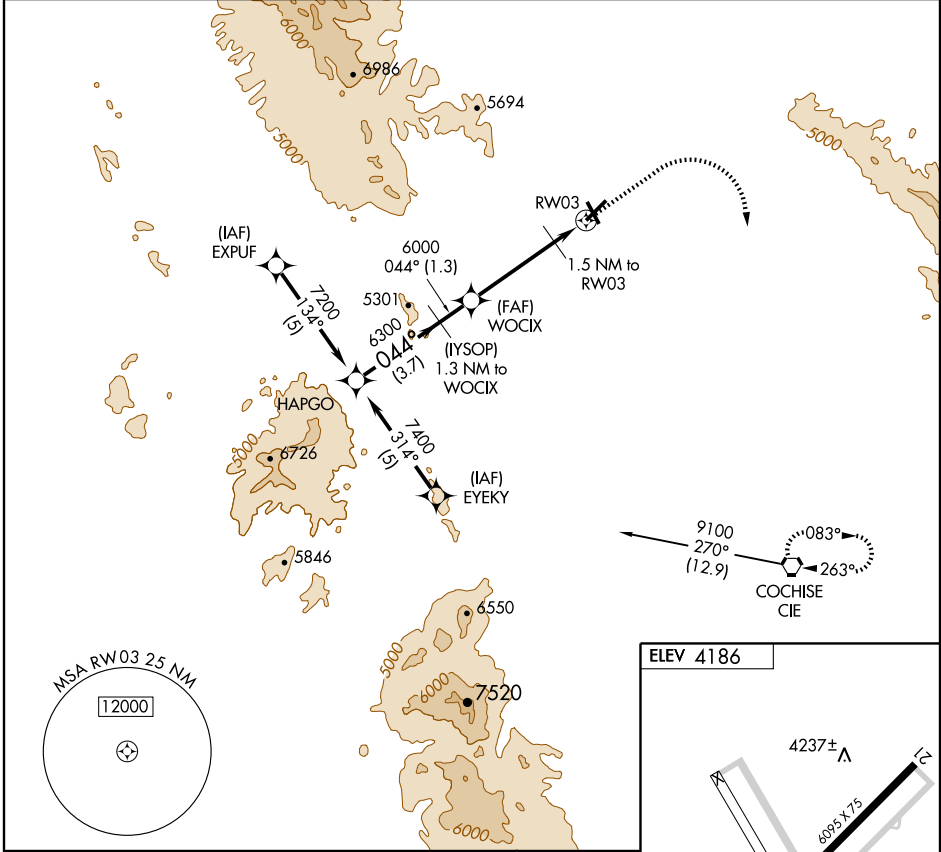 6000
6986
5694
5000
5000
RW03
(IAF)
EXPUF
6000
044° (1.3)
1.5 NM to
RW03
7200
134°
(5)
5301
(FAF)
WOCIX
6300
044°
(3.7)
(IYSOP)
1.3 NM to
WOCIX
HAPGO
5000
6726
7400
314°
(5)
(IAF)
EYEKY
9100
270°
(12.9)
083°
263°
COCHISE
CIE
5846
6550
5000
6000
7520
6000
MSA RW03 25 NM
12000
ELEV 4186
4237±
21
6095 X 75
X